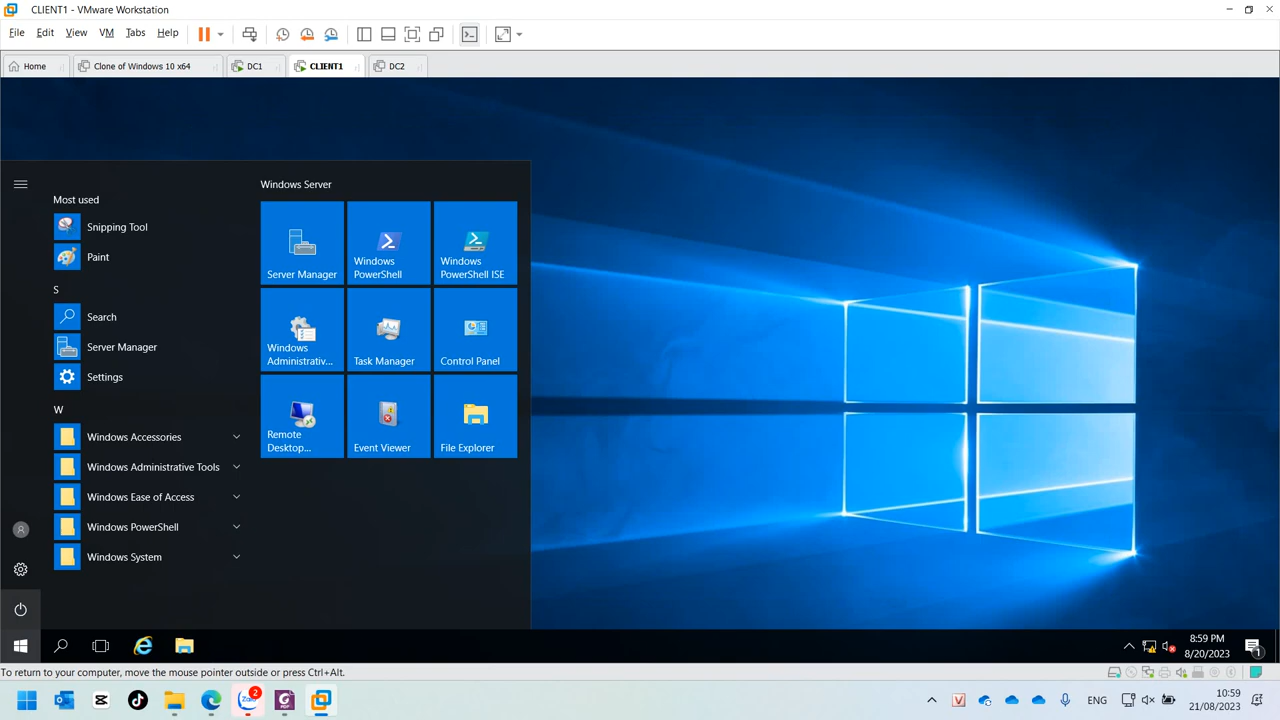 CLIENT1 - VMware Workstation
File Edit View VM Tabs Help
Home Clone of Windows 10 x64 DC1 CLIENT1 DC2
Most used
Snipping Tool
Paint
S
Search
Server Manager
Settings
W
Windows Accessories
Windows Administrative Tools
Windows Ease of Access
Windows PowerShell
Windows System
Windows Server
Server Manager
Windows
PowerShell
Windows
PowerShell ISE
Windows
Administrativ...
Task Manager
Control Panel
Remote
Desktop...
Event Viewer
File Explorer
8:59 PM
8/20/2023
1
To return to your computer, move the mouse pointer outside or press Ctrl+Alt.
Zalo
2
PDF
V
ENG
10:59
21/08/2023